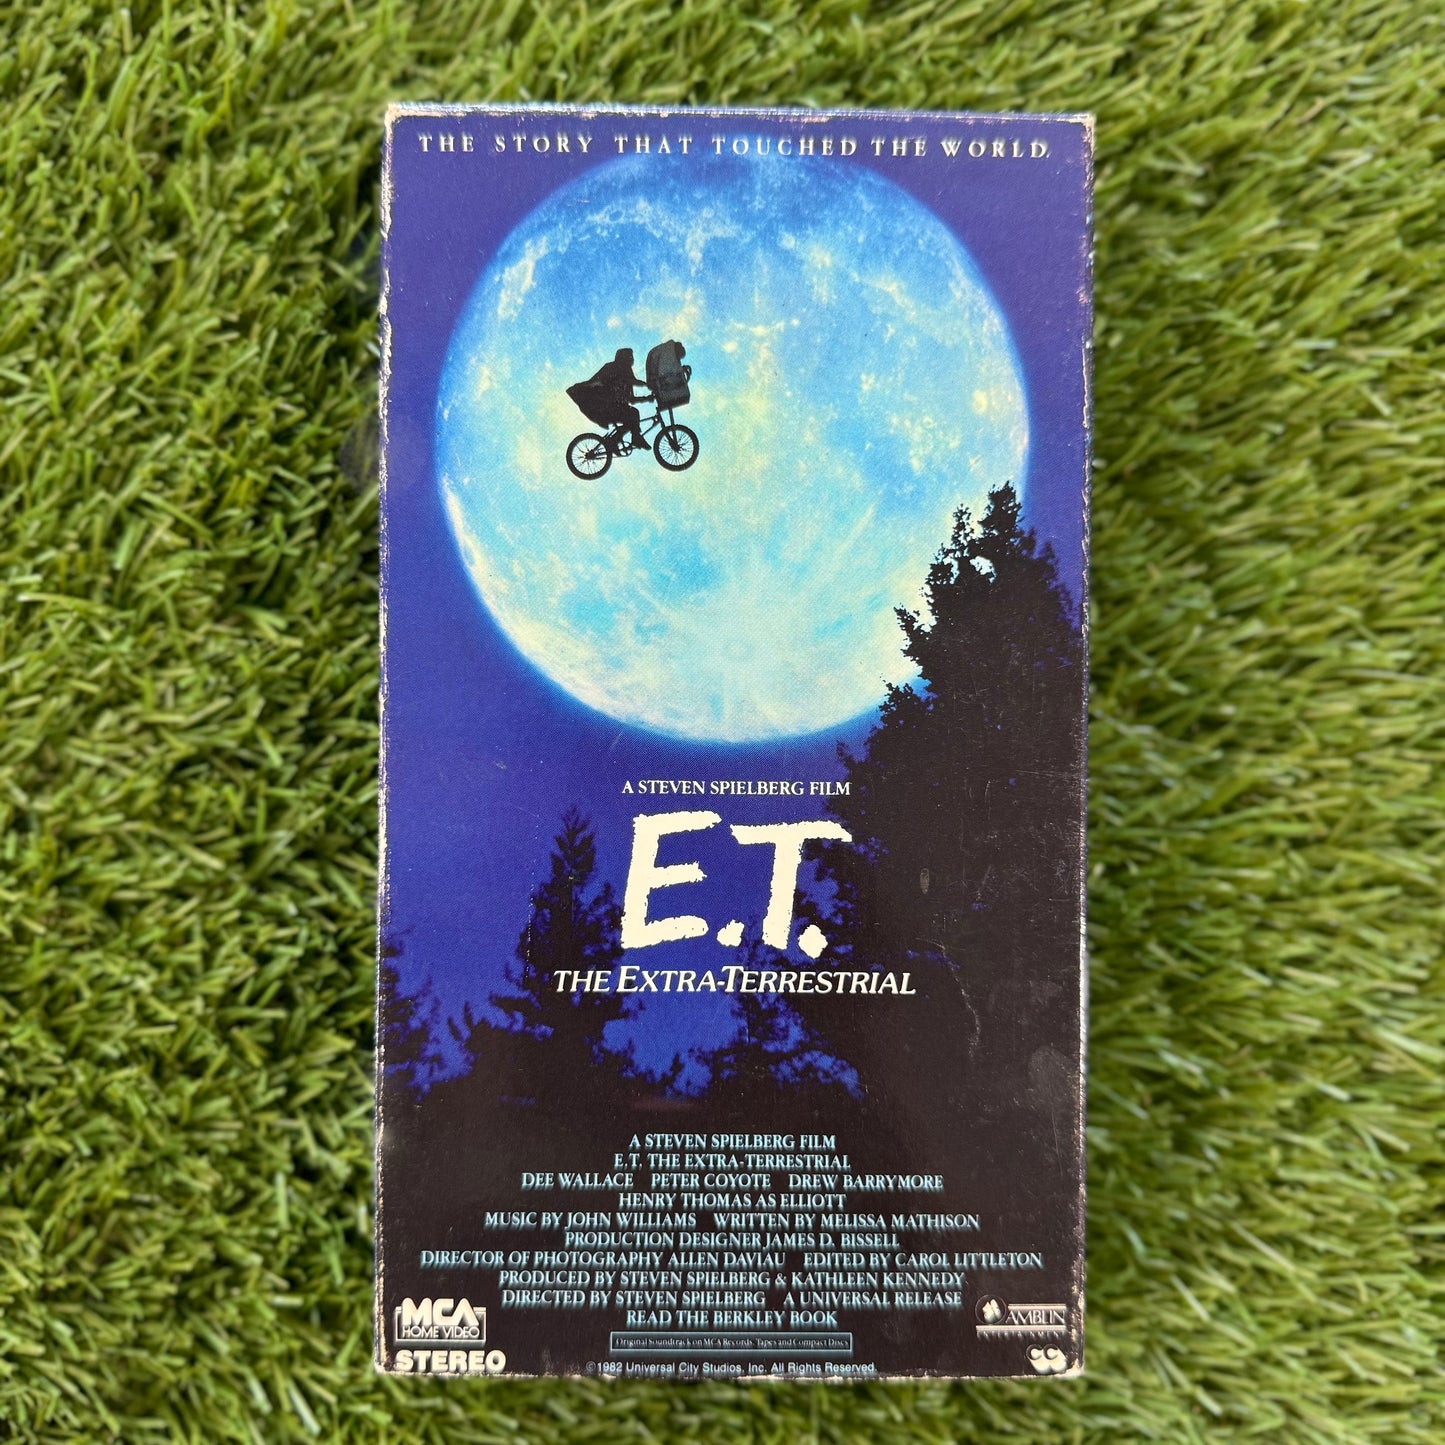 THE STORY THAT TOUCHED THE WORLD.
A STEVEN SPIELBERG FILM
E.T.
THE EXTRA-TERRESTRIAL
A STEVEN SPIELBERG FILM
E.T. THE EXTRA-TERRESTRIAL
DEE WALLACE PETER COYOTE DREW BARRYMORE
HENRY THOMAS AS ELLIOTT
MUSIC BY JOHN WILLIAMS WRITTEN BY MELISSA MATHISON
PRODUCTION DESIGNER JAMES D. BISSELL
DIRECTOR OF PHOTOGRAPHY ALLEN DAVIAU EDITED BY CAROL LITTLETON
PRODUCED BY STEVEN SPIELBERG & KATHLEEN KENNEDY
DIRECTED BY STEVEN SPIELBERG A UNIVERSAL RELEASE
READ THE BERKLEY BOOK
MCA
HOME VIDEO
STEREO
Original Soundtrack on MCA Records, Tapes and Compact Discs
©1982 Universal City Studios, Inc. All Rights Reserved.
AMBLIN
ENTERTAINMENT
CC